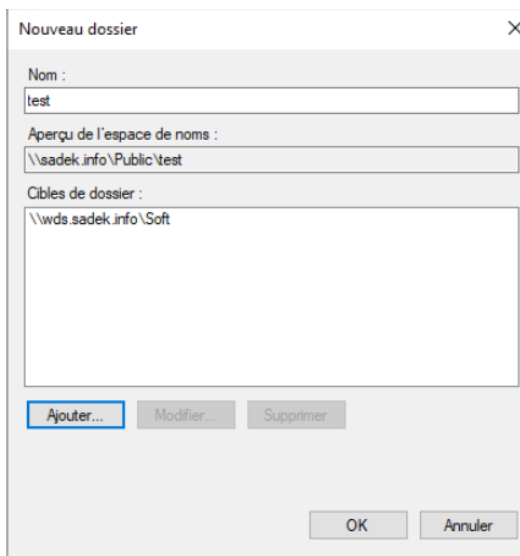 Nouveau dossier
Nom :
test
Aperçu de l'espace de noms :
\\sadek.info\Public\test
Cibles de dossier :
\\wds.sadek.info\Soft
Ajouter... Modifier... Supprimer
OK Annuler